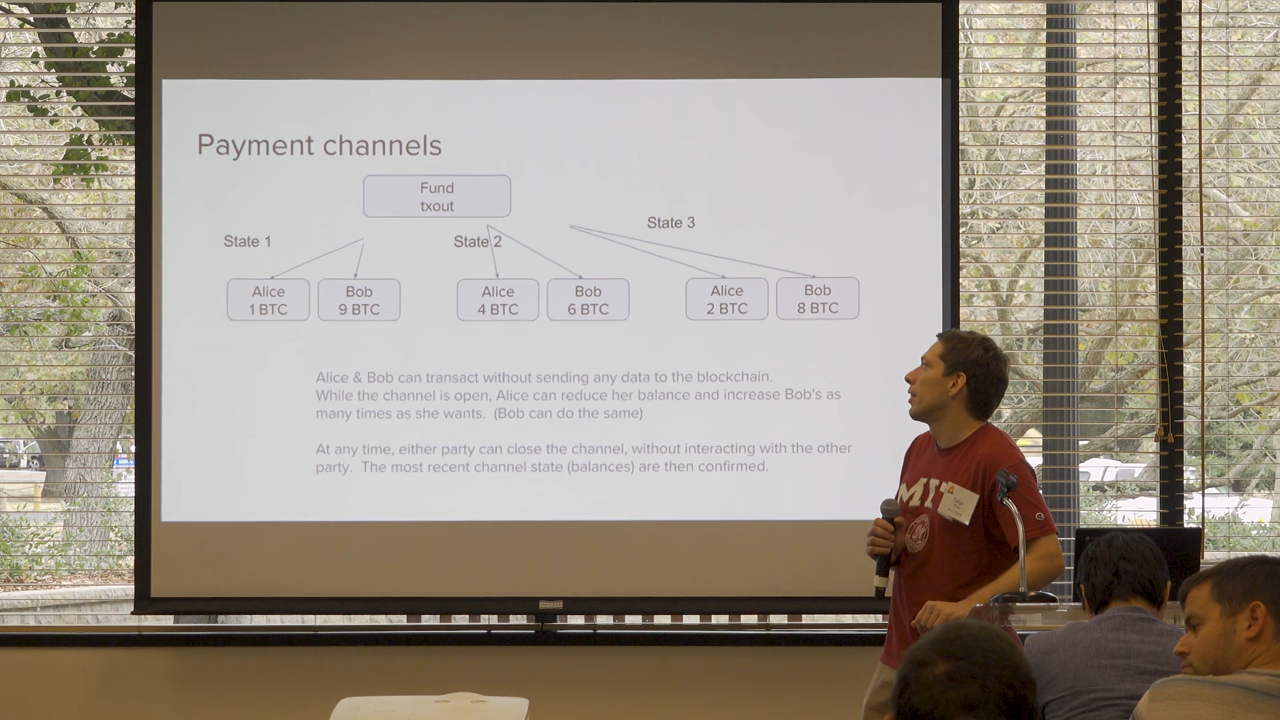 Payment channels
Fund
txout
State 1
State 2
State 3
Alice
1 BTC
Bob
9 BTC
Alice
4 BTC
Bob
6 BTC
Alice
2 BTC
Bob
8 BTC
Alice & Bob can transact without sending any data to the blockchain.
While the channel is open, Alice can reduce her balance and increase Bob's as
many times as she wants.  (Bob can do the same)
At any time, either party can close the channel, without interacting with the other
party.  The most recent channel state (balances) are then confirmed.
MIT